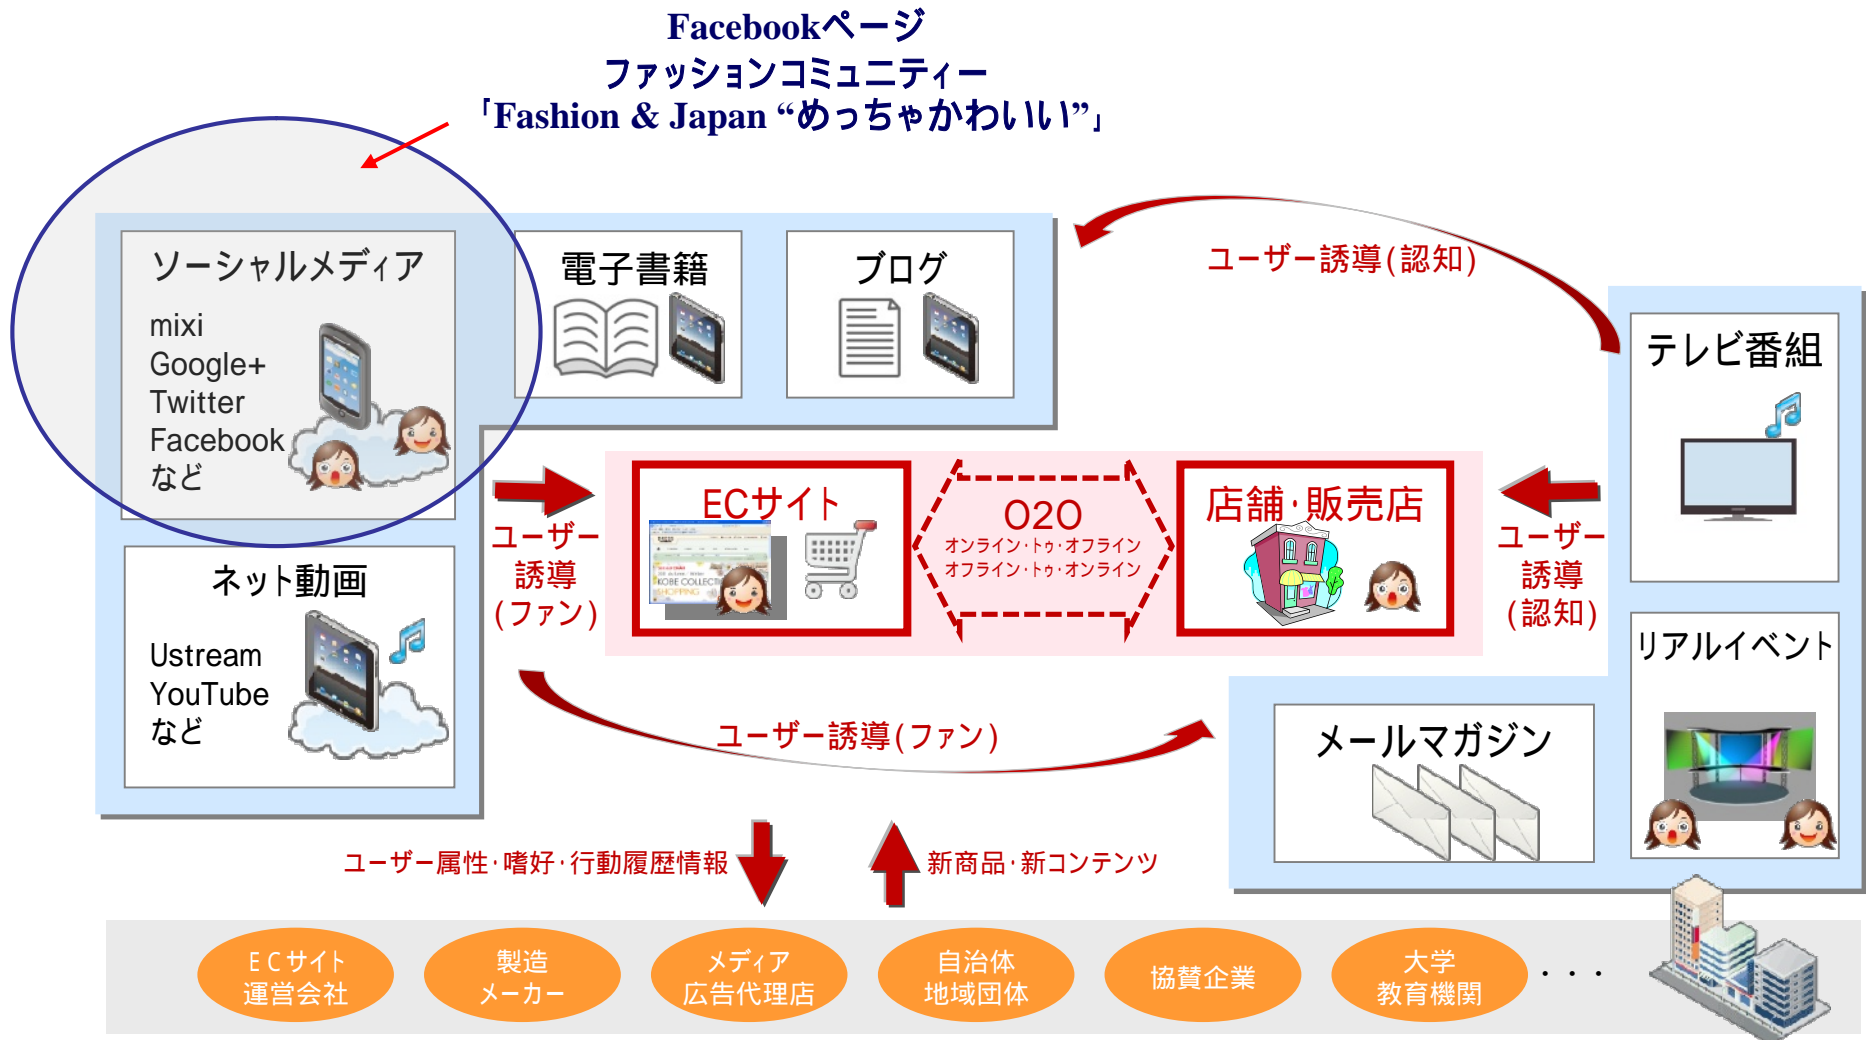 Facebookページ
ファッションコミュニティー
「Fashion & Japan “めっちゃかわいい”」
ソーシャルメディア
mixi
Google+
Twitter
Facebook
など
電子書籍
ブログ
ユーザー誘導(認知)
テレビ番組
ECサイト
KOBE COLLECTION
SHOPPING
O2O
オンライン・トゥ・オフライン
オフライン・トゥ・オンライン
店舗・販売店
ユーザー
誘導
(ファン)
ユーザー
誘導
(認知)
ネット動画
Ustream
YouTube
など
リアルイベント
ユーザー誘導(ファン)
メールマガジン
ユーザー属性・嗜好・行動履歴情報
新商品・新コンテンツ
ECサイト
運営会社
製造
メーカー
メディア
広告代理店
自治体
地域団体
協賛企業
大学
教育機関
・・・